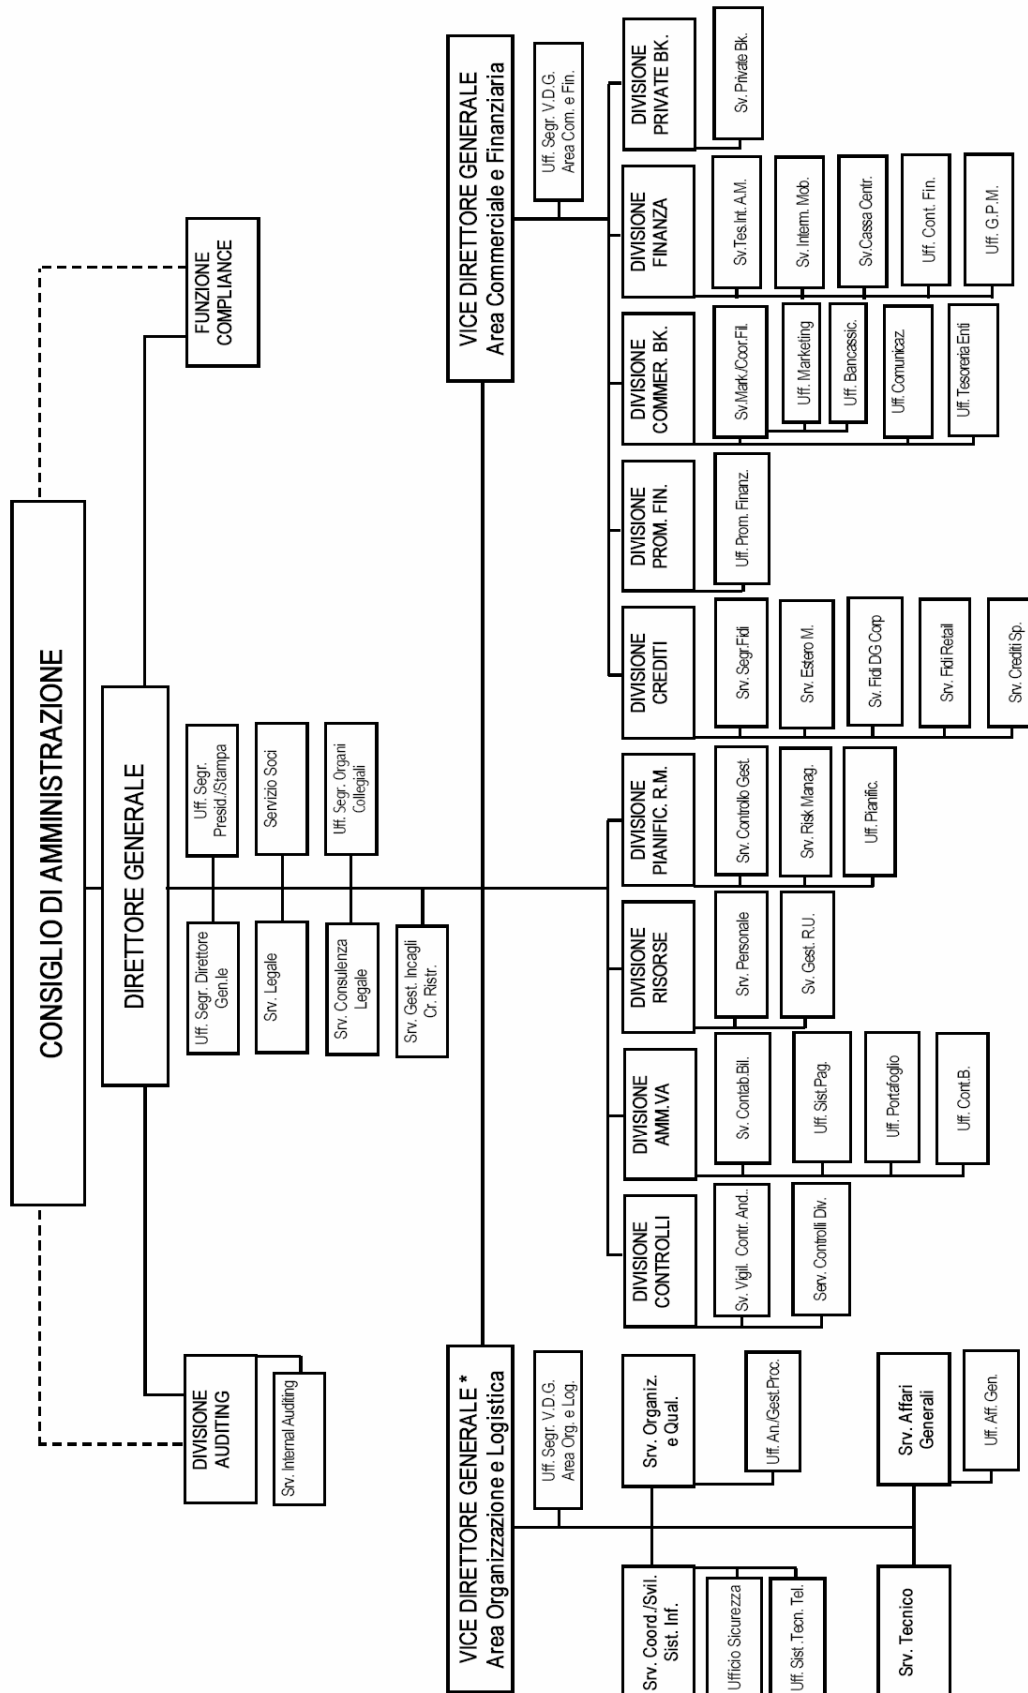 CONSIGLIO DI AMMINISTRAZIONE
DIRETTORE GENERALE
DIVISIONE
AUDITING
Srv. Internal Auditing
FUNZIONE
COMPLIANCE
Uff. Segr. Direttore
Gen.le
Uff. Segr.
Presid./Stampa
Srv. Legale
Servizio Soci
Srv. Consulenza
Legale
Uff. Segr. Organi
Collegiali
Srv. Gest. Incagli
Cr. Ristr.
VICE DIRETTORE GENERALE *
Area Organizzazione e Logistica
Uff. Segr. V.D.G.
Area Org. e Log.
Srv. Coord./Svil.
Sist. Inf.
Ufficio Sicurezza
Uff. Sist .Tecn. Tel.
Srv. Organiz.
e Qual.
Uff. An./Gest.Proc.
Srv. Tecnico
Srv. Affari
Generali
Uff. Aff. Gen.
VICE DIRETTORE GENERALE
Area Commerciale e Finanziaria
Uff. Segr. V.D.G.
Area Com. e Fin.
DIVISIONE
CONTROLLI
Sv. Vigil. Contr. And..
Serv. Controlli Div.
DIVISIONE
AMM.VA
Sv. Contab.Bil.
Uff. Sist.Pag.
Uff. Portafoglio
Uff. Cont.B.
DIVISIONE
RISORSE
Srv. Personale
Sv. Gest. R.U.
DIVISIONE
PIANIFIC. R.M.
Srv. Controllo Gest.
Srv. Risk Manag.
Uff. Pianific.
DIVISIONE
CREDITI
Srv. Segr.Fidi
Srv. Estero M.
Sv. Fidi DG Corp
Srv. Fidi Retail
Srv. Crediti Sp.
DIVISIONE
PROM. FIN.
Uff. Prom. Finanz.
DIVISIONE
COMMER. BK.
Sv.Mark./Coor.Fil.
Uff. Marketing
Uff. Bancassic.
Uff. Comunicaz.
Uff. Tesoreria Enti
DIVISIONE
FINANZA
Sv.Tes.Int. A.M.
Sv. Interm. Mob.
Sv.Cassa Centr.
Uff. Cont. Fin.
Uff. G.P.M.
DIVISIONE
PRIVATE BK.
Sv. Private Bk.